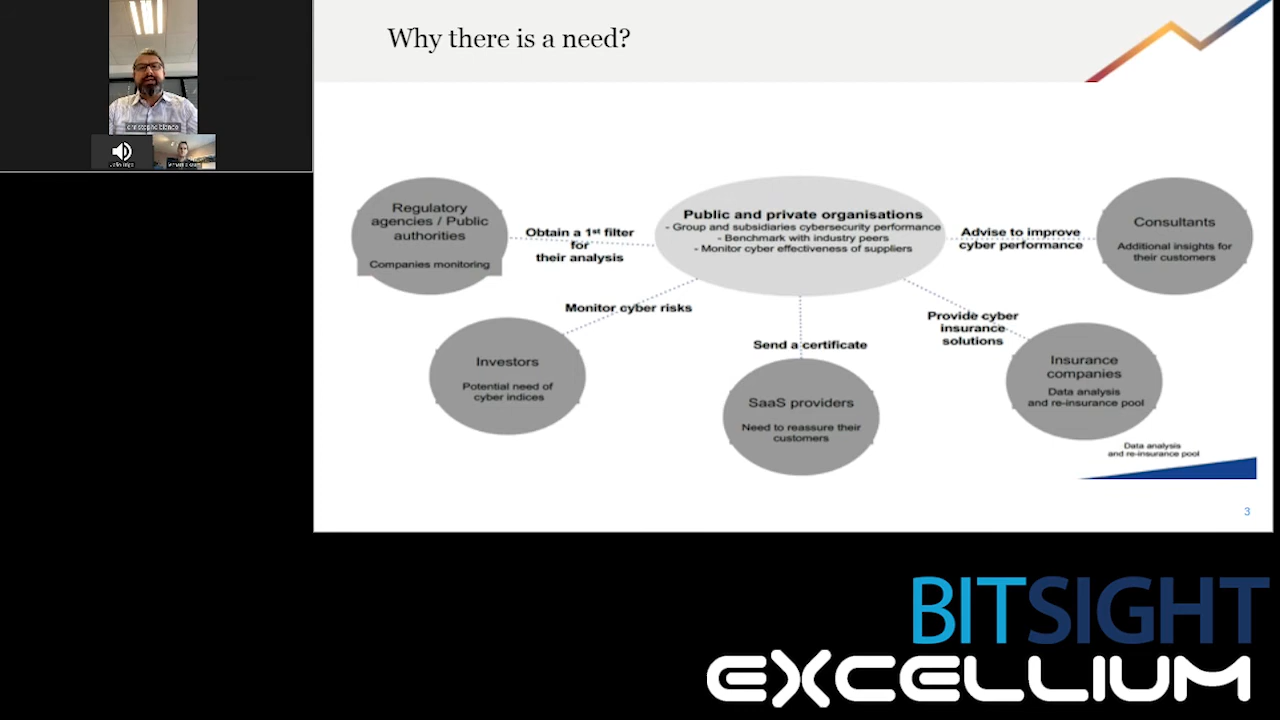 Why there is a need?
christophe bianco
Regulatory
agencies / Public
authorities
Companies monitoring
Obtain a 1st filter
for
their analysis
Public and private organisations
- Group and subsidiaries cybersecurity performance
- Benchmark with industry peers
- Monitor cyber effectiveness of suppliers
Advise to improve
cyber performance
Consultants
Additional insights for
their customers
Monitor cyber risks
Investors
Potential need of
cyber indices
Send a certificate
SaaS providers
Need to reassure their
customers
Provide cyber
insurance
solutions
Insurance
companies
Data analysis
and re-insurance pool
Data analysis
and re-insurance pool
3
BITSIGHT
EXCELLIUM